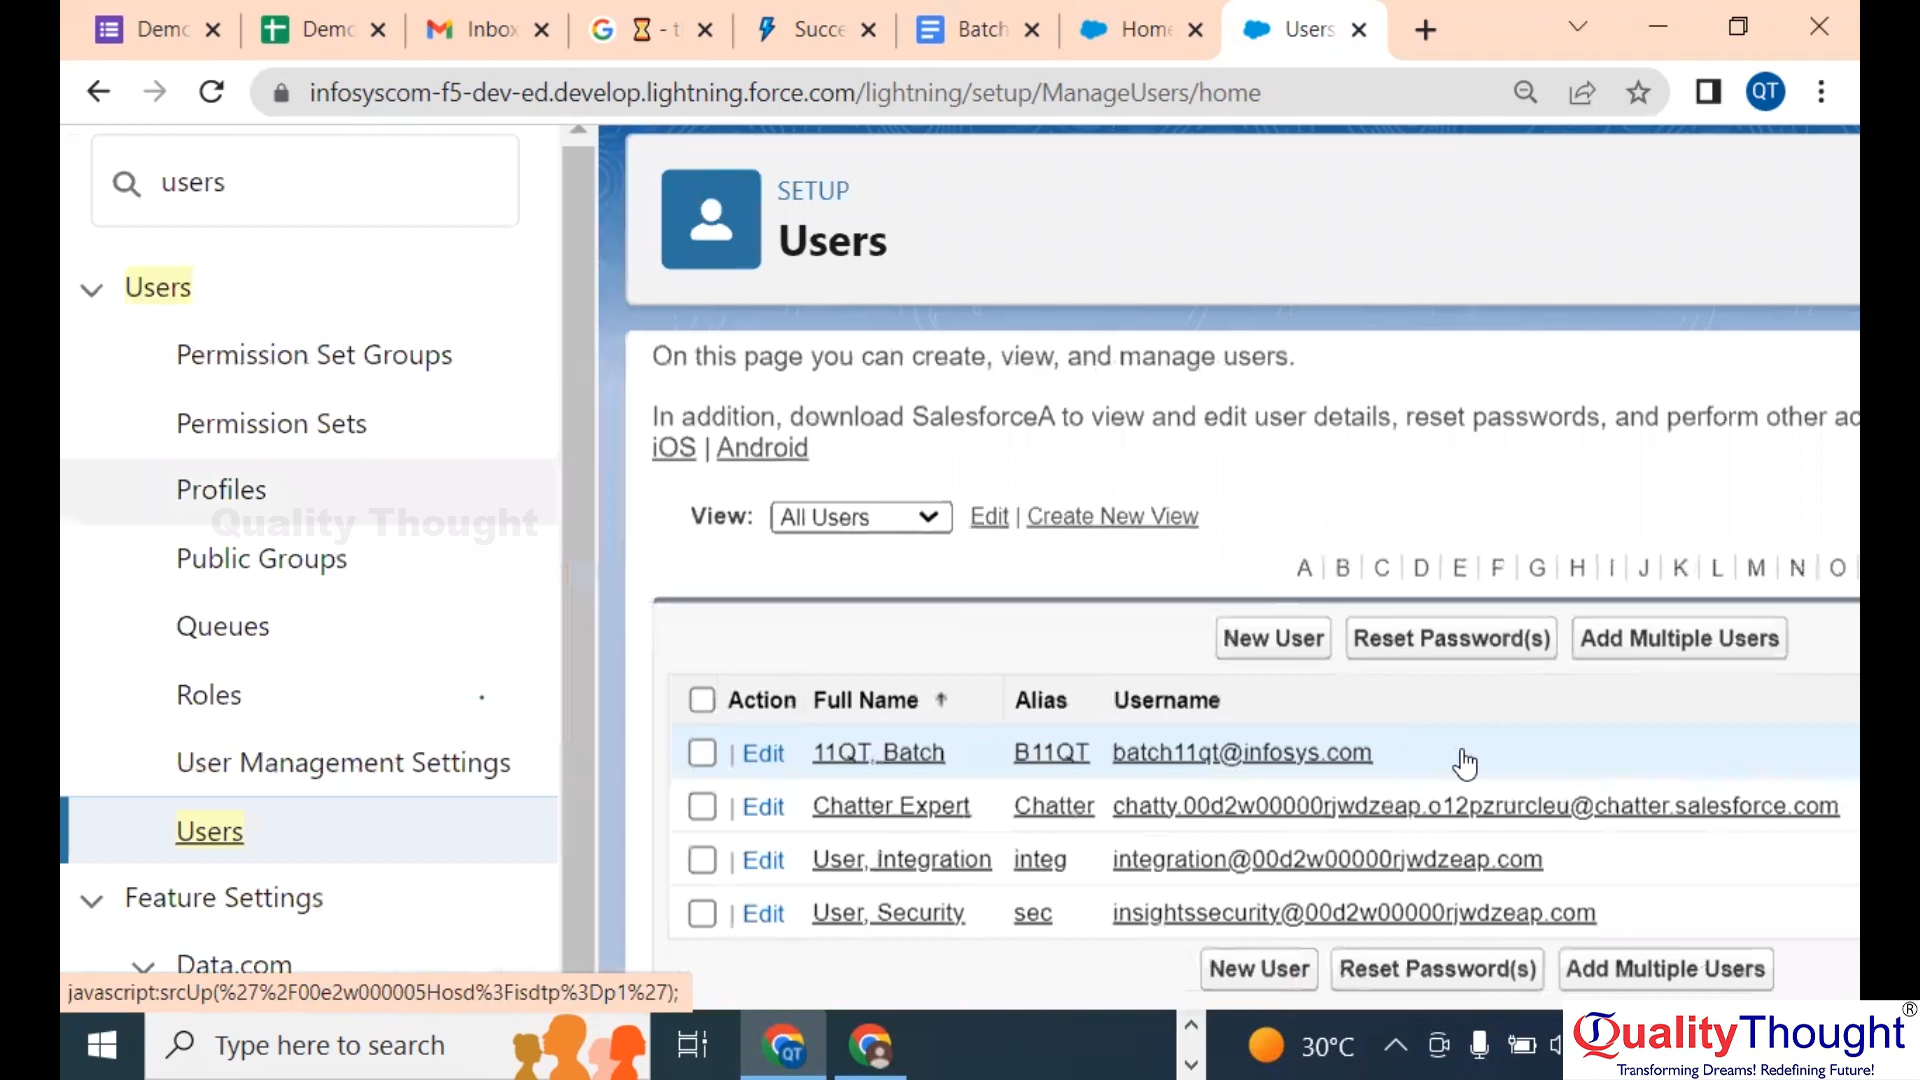 Demo
Demo
Inbox
Succe
Batch
Home
Users
infosyscom-f5-dev-ed.develop.lightning.force.com/lightning/setup/ManageUsers/home
QT
users
Users
Permission Set Groups
Permission Sets
Profiles
Quality Thought
Public Groups
Queues
Roles
User Management Settings
Users
Feature Settings
Data.com
SETUP
Users
On this page you can create, view, and manage users.
In addition, download SalesforceA to view and edit user details, reset passwords, and perform other ac
iOS | Android
View: All Users Edit | Create New View
A | B | C | D | E | F | G | H | I | J | K | L | M | N | O
New User Reset Password(s) Add Multiple Users
Action Full Name Alias Username
| Edit 11QT, Batch B11QT batch11qt@infosys.com
| Edit Chatter Expert Chatter chatty.00d2w00000rjwdzeap.o12pzrurcleu@chatter.salesforce.com
| Edit User, Integration integ integration@00d2w00000rjwdzeap.com
| Edit User, Security sec insightssecurity@00d2w00000rjwdzeap.com
New User Reset Password(s) Add Multiple Users
javascript:srcUp(%27%2F00e2w000005Hosd%3Fisdtp%3Dp1%27);
Type here to search
QT
30°C
QualityThought®
Transforming Dreams! Redefining Future!